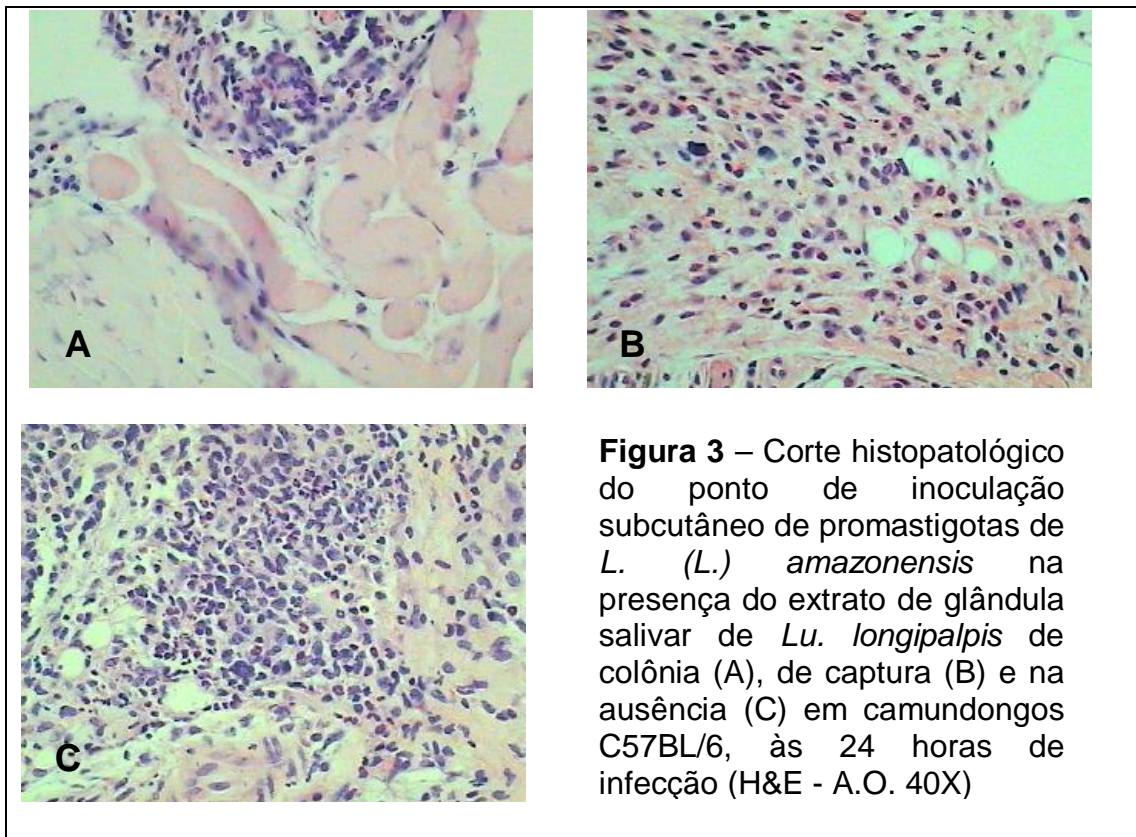 A
B
C
Figura 3 – Corte histopatológico
do ponto de inoculação
subcutâneo de promastigotas de
L. (L.) amazonensis na
presença do extrato de glândula
salivar de Lu. longipalpis de
colônia (A), de captura (B) e na
ausência (C) em camundongos
C57BL/6, às 24 horas de
infecção (H&E - A.O. 40X)